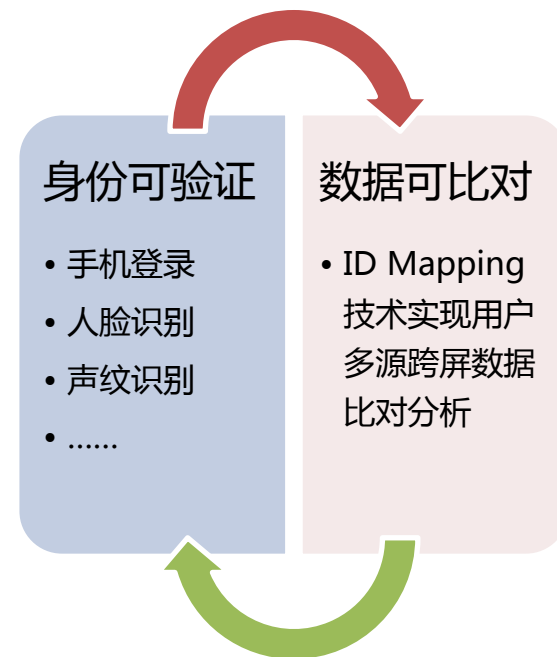 身份可验证
• 手机登录
• 人脸识别
• 声纹识别
• ……
数据可比对
• ID Mapping
技术实现用户
多源跨屏数据
比对分析